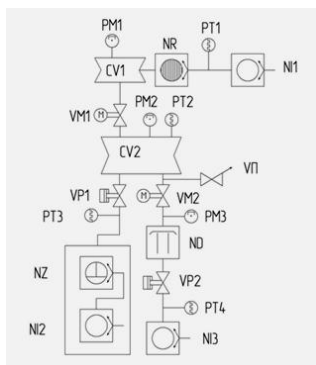 PM1
NR
PT1
CV1
NI1
VM1
M
PM2
PT2
CV2
VП
VP1
M
VM2
PT3
PM3
ND
NZ
VP2
PT4
NI2
NI3